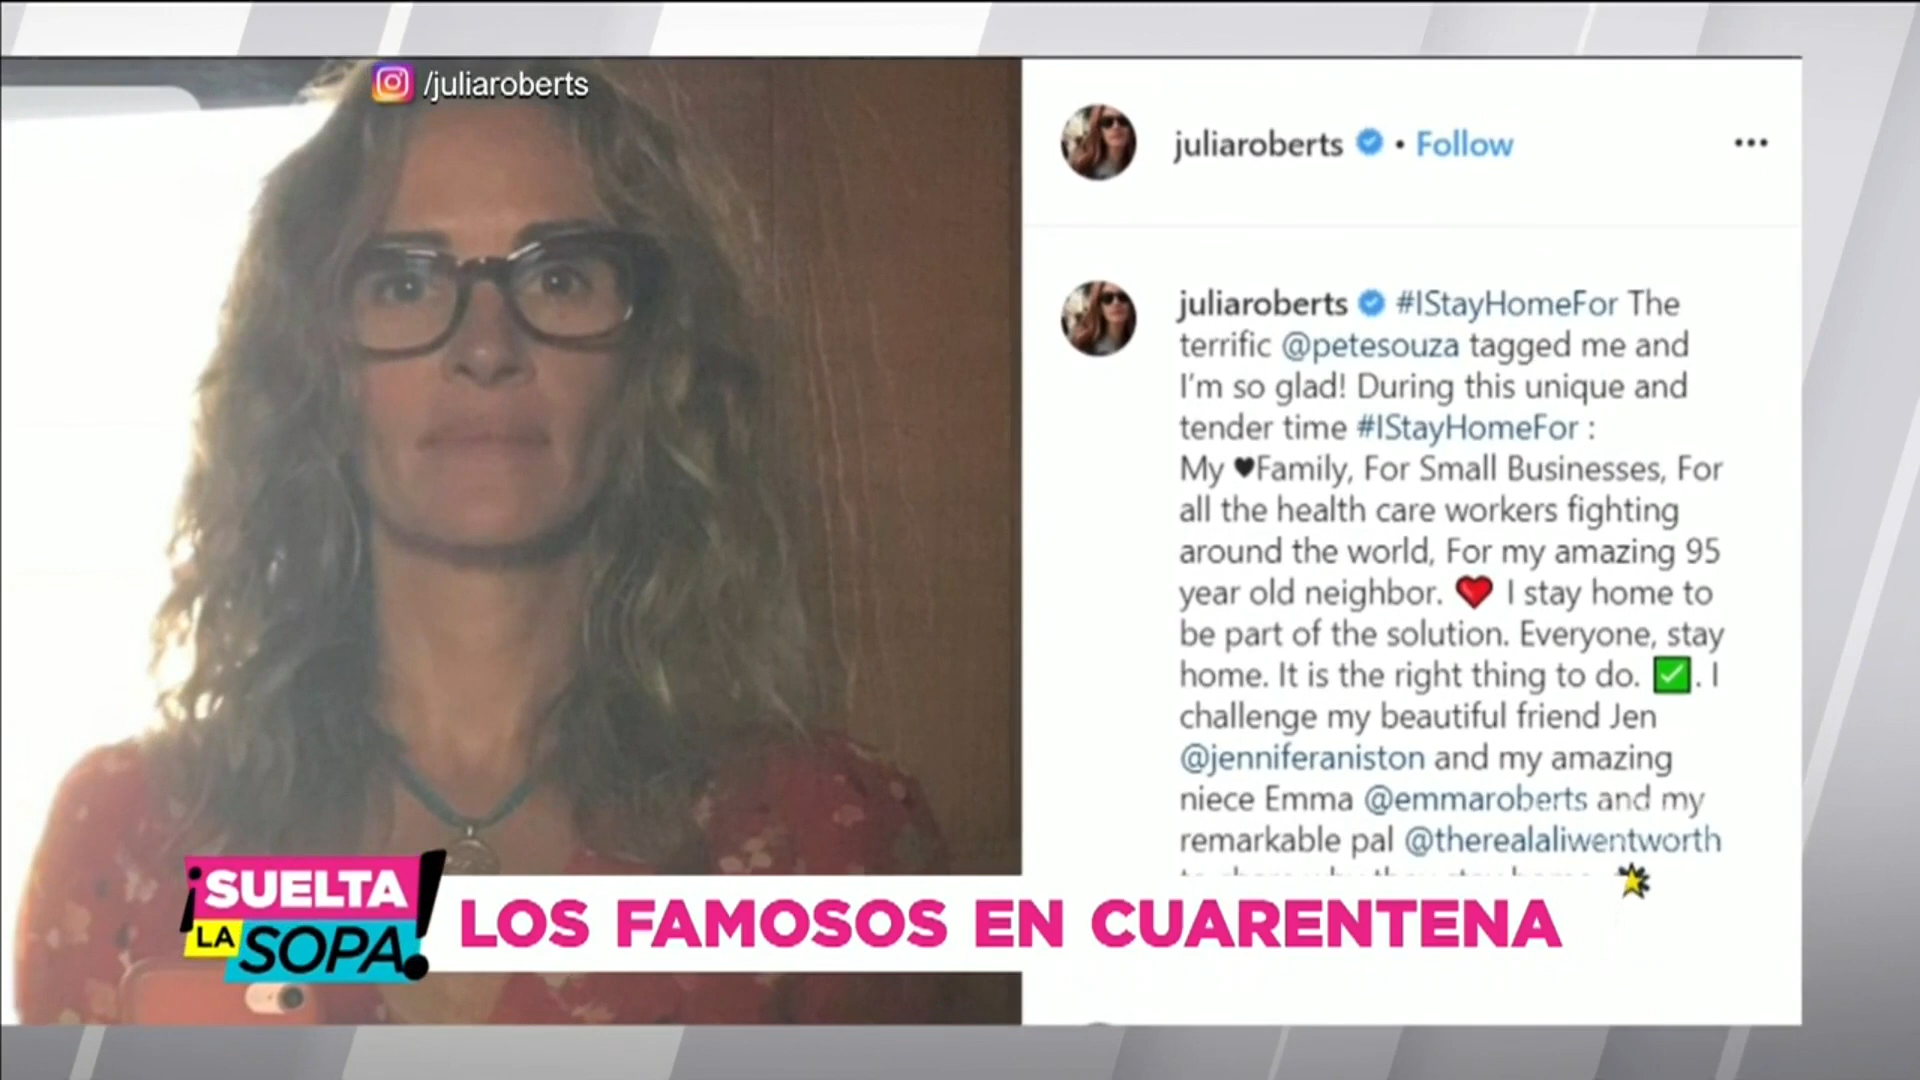 /juliaroberts
juliaroberts • Follow
juliaroberts #IStayHomeFor The
terrific @petesouza tagged me and
I'm so glad! During this unique and
tender time #IStayHomeFor :
My ♥Family, For Small Businesses, For
all the health care workers fighting
around the world, For my amazing 95
year old neighbor. ❤️ I stay home to
be part of the solution. Everyone, stay
home. It is the right thing to do. ✅. I
challenge my beautiful friend Jen
@jenniferaniston and my amazing
niece Emma @emmaroberts and my
remarkable pal @therealaliwentworth
¡SUELTA
LA SOPA!
LOS FAMOSOS EN CUARENTENA